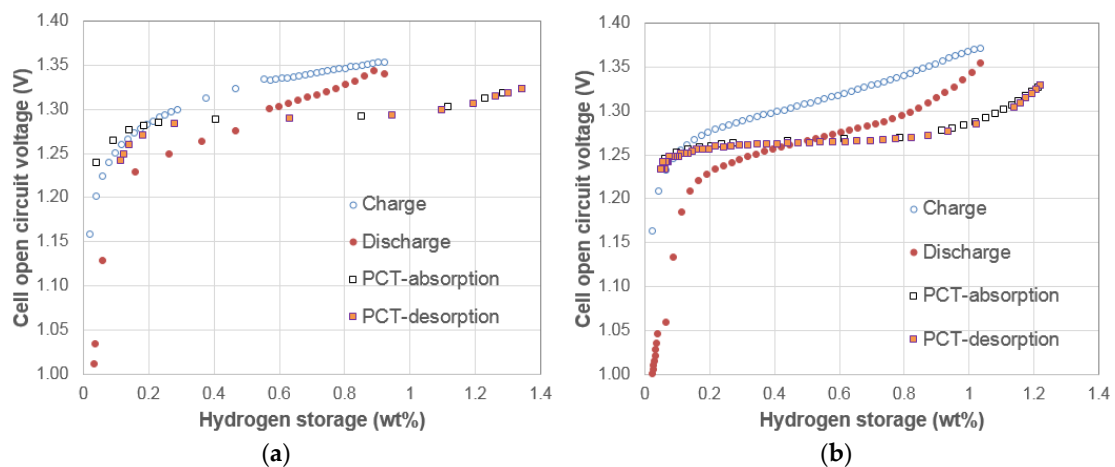 1.40
1.35
1.30
1.25
1.20
1.15
1.10
1.05
1.00
Cell open circuit voltage (V)
Charge
Discharge
PCT-absorption
PCT-desorption
0 0.2 0.4 0.6 0.8 1 1.2 1.4
Hydrogen storage (wt%)
(a)
1.40
1.35
1.30
1.25
1.20
1.15
1.10
1.05
1.00
Cell open circuit voltage (V)
Charge
Discharge
PCT-absorption
PCT-desorption
0 0.2 0.4 0.6 0.8 1 1.2 1.4
Hydrogen storage (wt%)
(b)